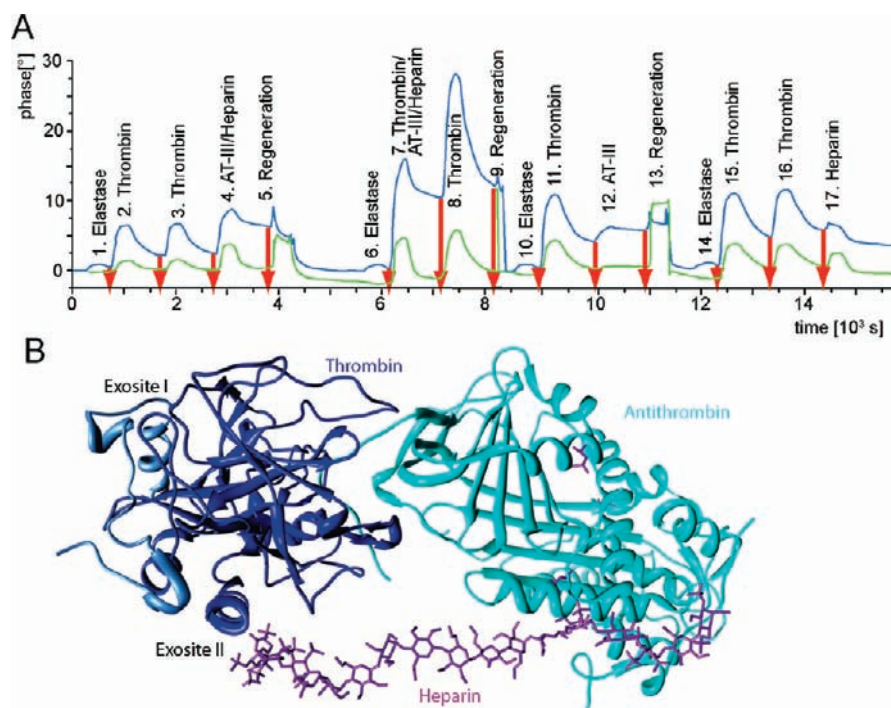 A
phase[°]
30
20
10
0
1. Elastase
2. Thrombin
3. Thrombin
4. AT-III/Heparin
5. Regeneration
6. Elastase
7. Thrombin/
AT-III/Heparin
8. Thrombin
9. Regeneration
10. Elastase
11. Thrombin
12. AT-III
13. Regeneration
14. Elastase
15. Thrombin
16. Thrombin
17. Heparin
0 2 4 6 8 10 12 14
time [10³ s]
B
Exosite I
Thrombin
Antithrombin
Exosite II
Heparin